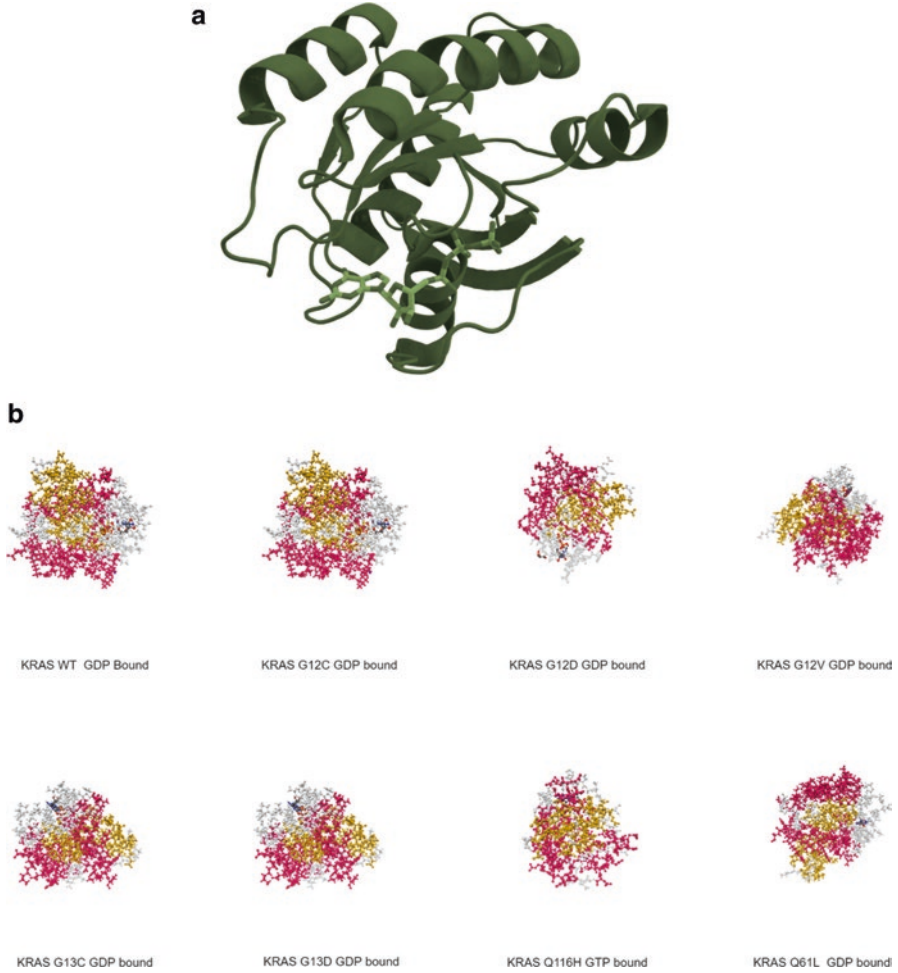 a
b
KRAS WT GDP Bound
KRAS G12C GDP bound
KRAS G12D GDP bound
KRAS G12V GDP bound
KRAS G13C GDP bound
KRAS G13D GDP bound
KRAS Q116H GTP bound
KRAS Q61L GDP bound